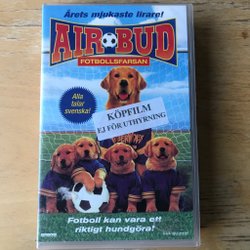 Årets mjukaste lirare!
AIR BUD
FOTBOLLSFARSAN
Alla
talar
svenska!
KÖPFILM
EJ FÖR UTHYRNING
Fotboll kan vara ett
riktigt hundgöra!